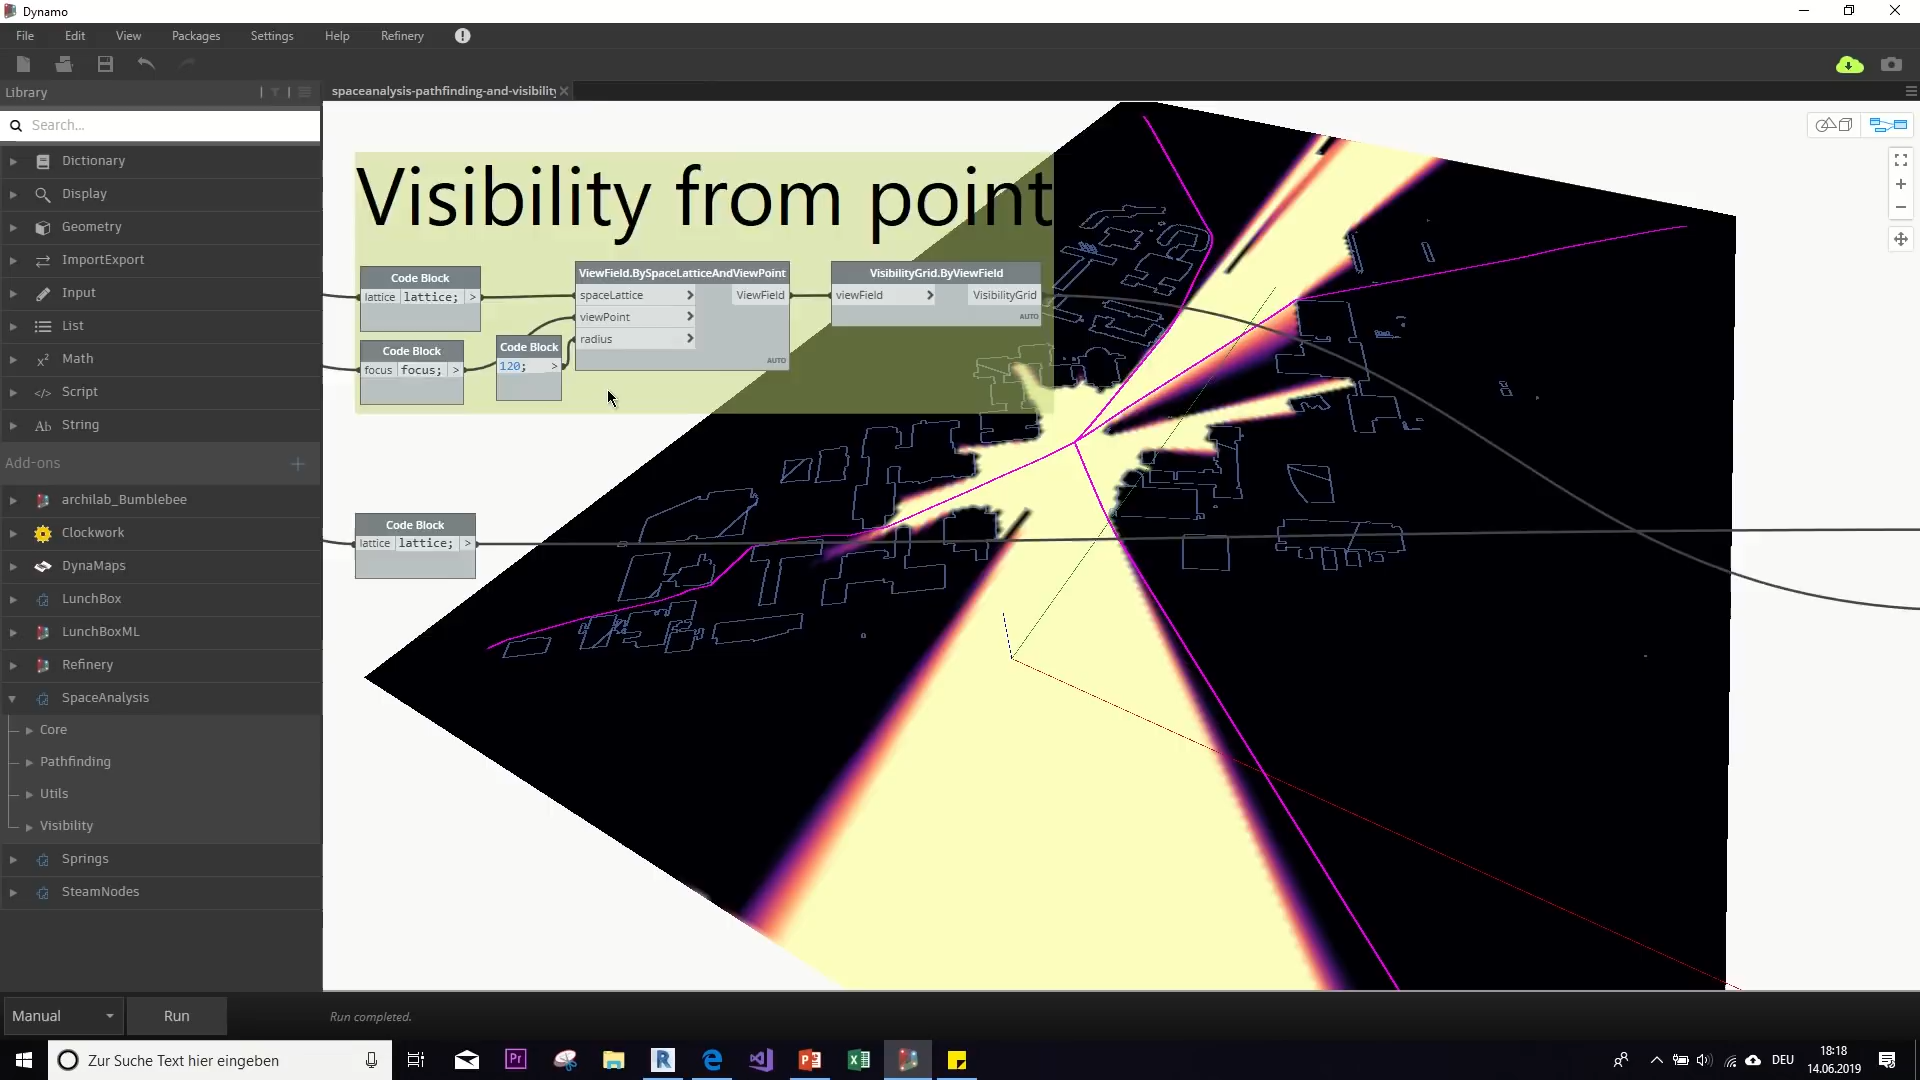 Dynamo
File Edit View Packages Settings Help Refinery
Library
spaceanalysis-pathfinding-and-visibility
Search...
Dictionary
Display
Geometry
ImportExport
Input
List
Math
Script
String
Add-ons
archilab_Bumblebee
Clockwork
DynaMaps
LunchBox
LunchBoxML
Refinery
SpaceAnalysis
Core
Pathfinding
Utils
Visibility
Springs
SteamNodes
Visibility from point
Code Block
lattice lattice; >
Code Block
focus focus; >
Code Block
120; >
ViewField.BySpaceLatticeAndViewPoint
spaceLattice > ViewField
viewPoint >
radius >
AUTO
VisibilityGrid.ByViewField
viewField > VisibilityGrid
AUTO
Code Block
lattice lattice; >
Manual Run Run completed.
Zur Suche Text hier eingeben
DEU
18:18
14.06.2019